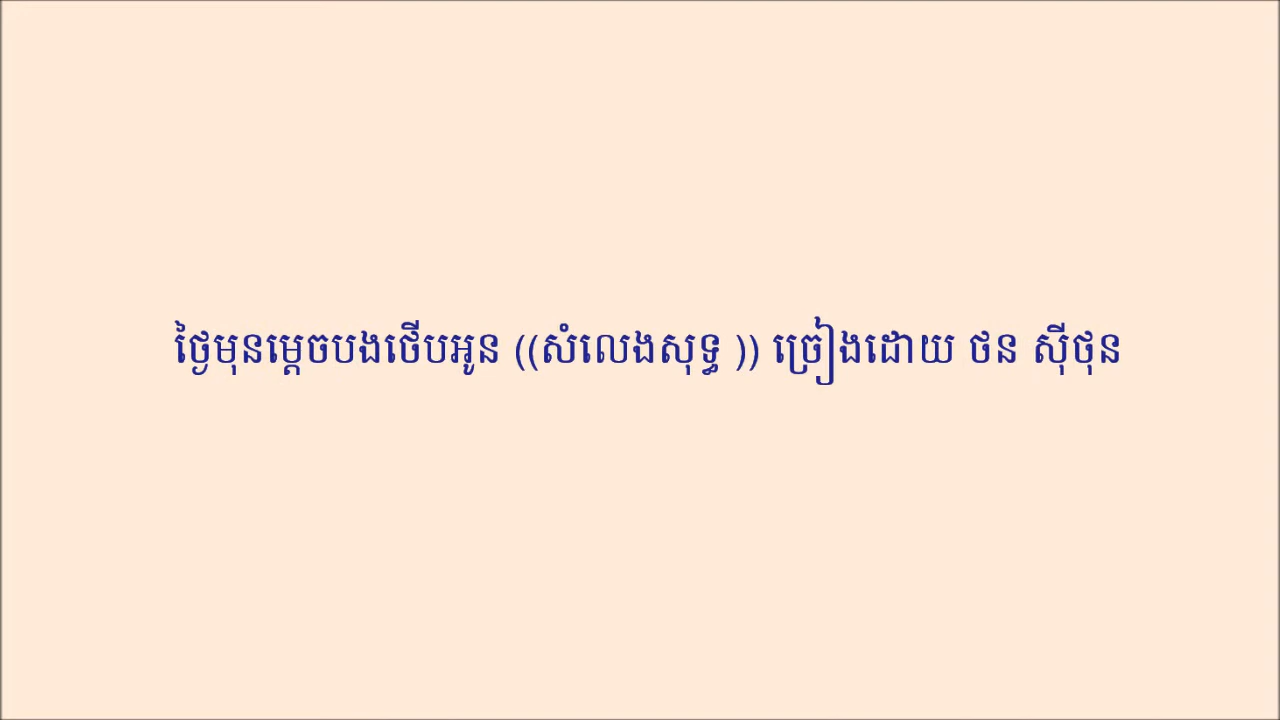 ថ្ងៃមុនម្ដេចបងថើបអូន ((សំលេងសុទ្ធ )) ច្រៀងដោយ ថន ស៊ីថុន